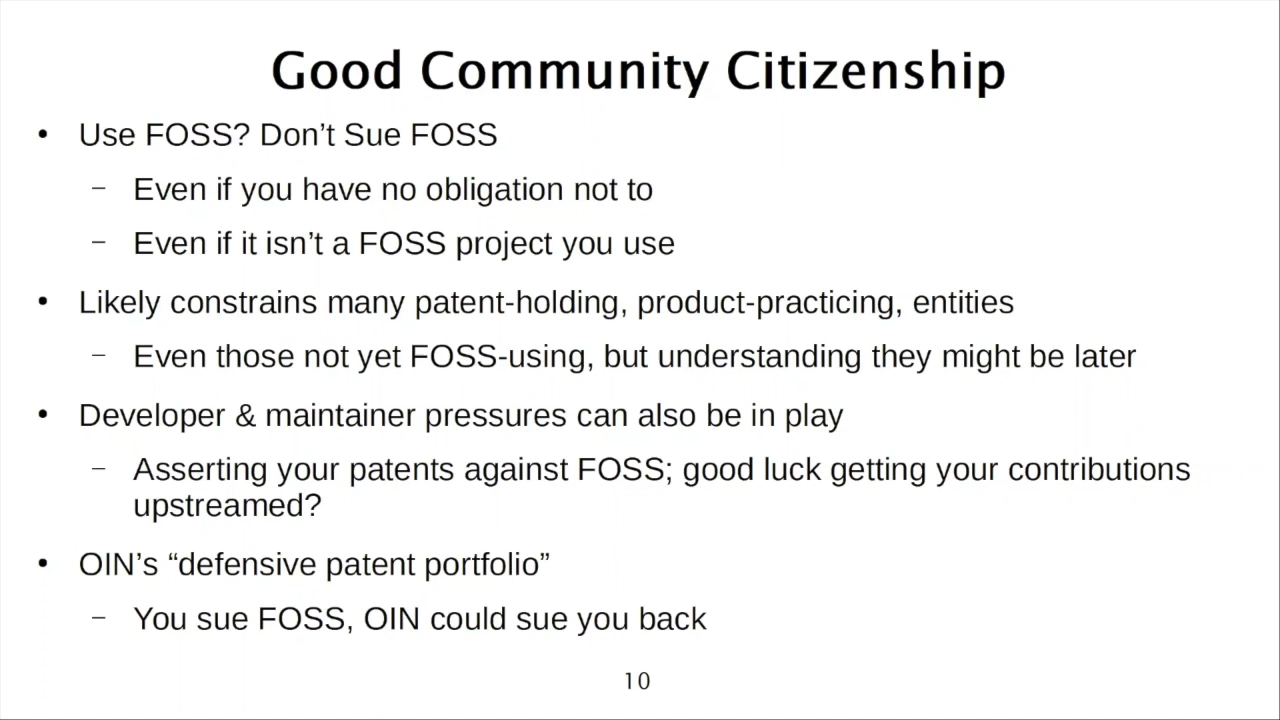 Good Community Citizenship
• Use FOSS? Don’t Sue FOSS
– Even if you have no obligation not to
– Even if it isn’t a FOSS project you use
• Likely constrains many patent-holding, product-practicing, entities
– Even those not yet FOSS-using, but understanding they might be later
• Developer & maintainer pressures can also be in play
– Asserting your patents against FOSS; good luck getting your contributions
upstreamed?
• OIN’s “defensive patent portfolio”
– You sue FOSS, OIN could sue you back
10